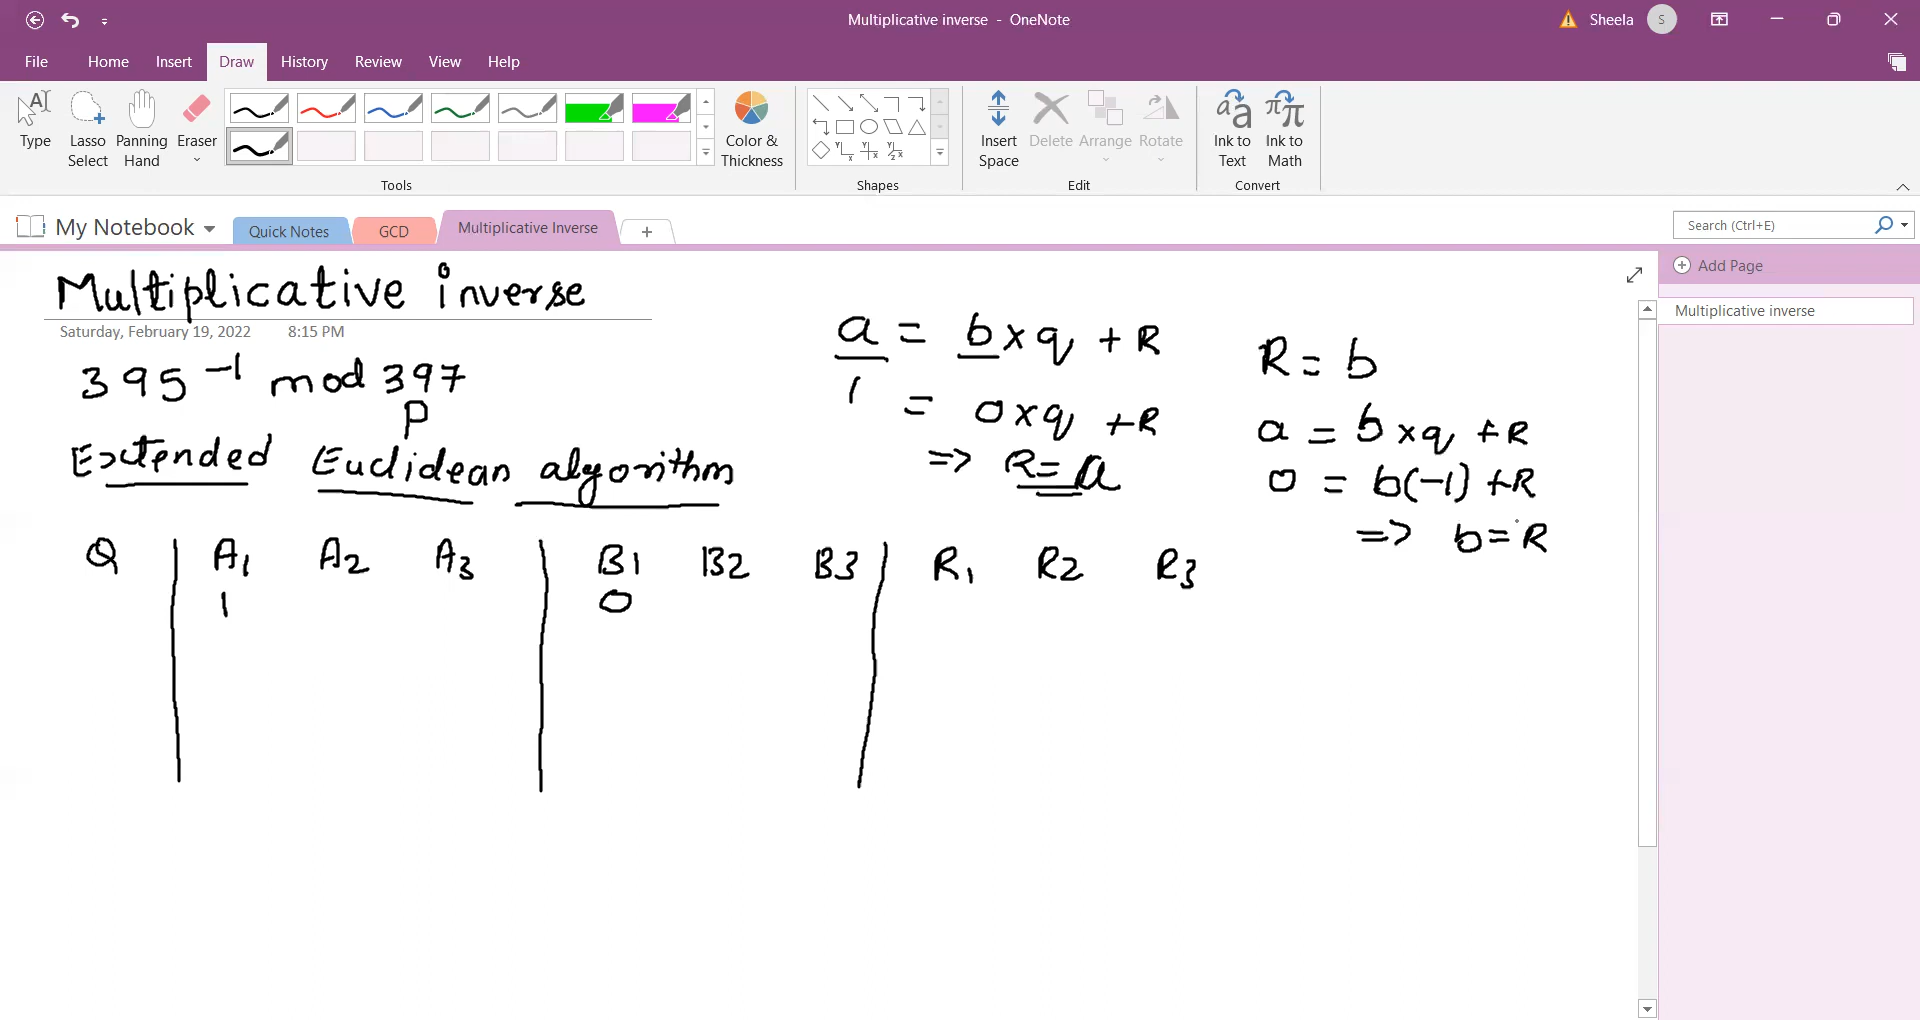 Multiplicative inverse - OneNote
Sheela
S
File Home Insert Draw History Review View Help
Type
Lasso Select
Panning Hand
Eraser
Color & Thickness
Insert Space
Delete
Arrange
Rotate
Ink to Text
Ink to Math
Tools
Shapes
Edit
Convert
My Notebook
Quick Notes
GCD
Multiplicative Inverse
+
Search (Ctrl+E)
Add Page
Multiplicative inverse
Multiplicative inverse
Saturday, February 19, 2022 8:15 PM
395⁻¹ mod 397
P
Extended Euclidean algorithm
a = b×q + R
1 = 0×q + R
=> R = a
R = b
a = b×q + R
0 = b(-1) + R
=> b = R
Q A1 A2 A3 B1 B2 B3 R1 R2 R3
1 0